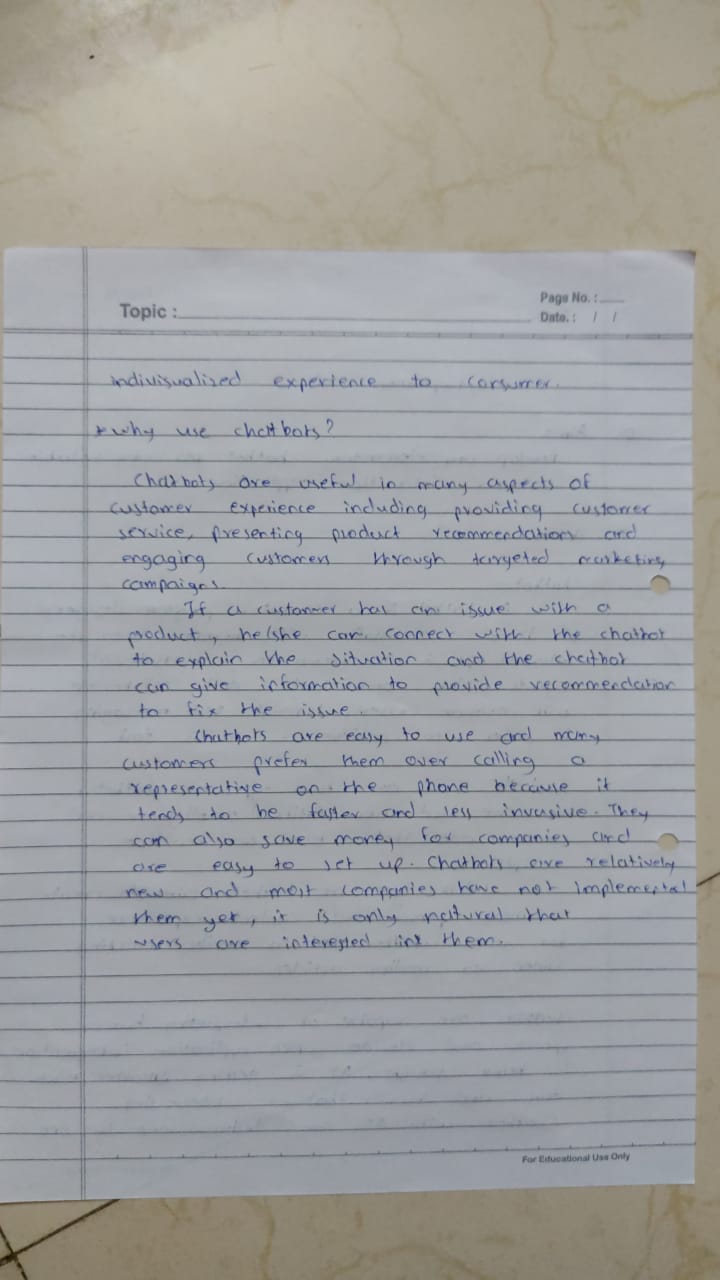 Topic :
Page No. :
Date. : / /
indivisualized experience to consumer.
* why use chatbots?
Chatbots are useful in many aspects of
customer experience including providing customer
service, presenting product recommendations and
engaging customers through targeted marketing
campaigns.
If a customer has an issue with a
product, he/she can connect with the chatbot
to explain the situation and the chatbot
can give information to provide recommendation
to fix the issue.
Chatbots are easy to use and many
customers prefer them over calling a
representative on the phone because it
tends to be faster and less invasive. They
can also save money for companies and
are easy to set up. Chatbots are relatively
new and most companies have not implemented
them yet, it is only natural that
users are interested in them.
For Educational Use Only